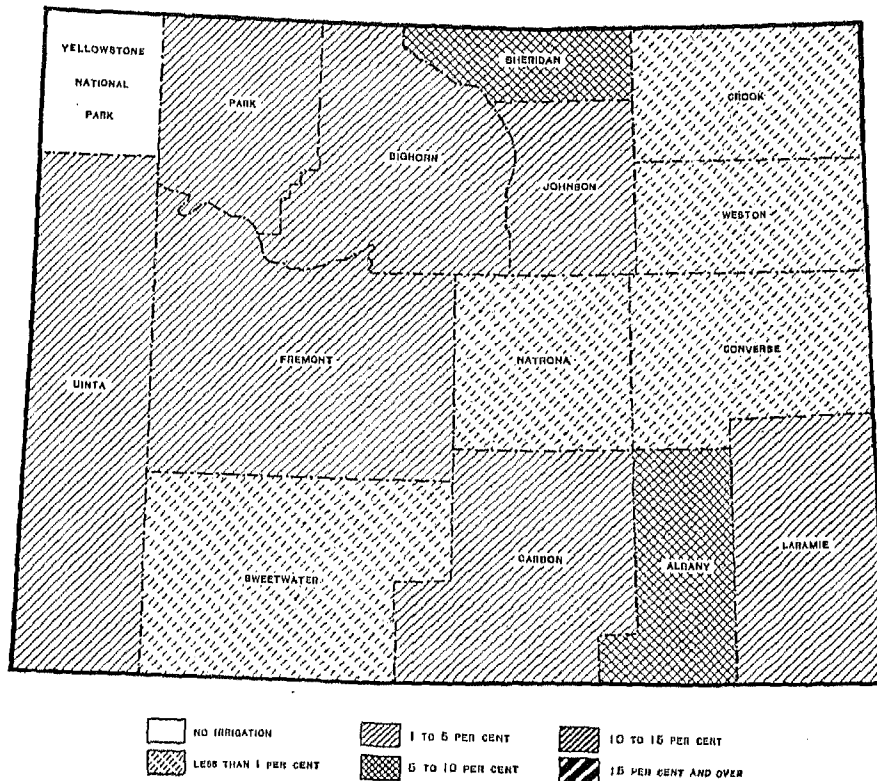 YELLOWSTONE
NATIONAL
PARK
PARK
SHERIDAN
CROOK
BIGHORN
JOHNSON
WESTON
UINTA
FREMONT
NATRONA
CONVERSE
SWEETWATER
CARBON
ALBANY
LARAMIE
NO IRRIGATION
1 TO 5 PER CENT
10 TO 15 PER CENT
LESS THAN 1 PER CENT
5 TO 10 PER CENT
15 PER CENT AND OVER